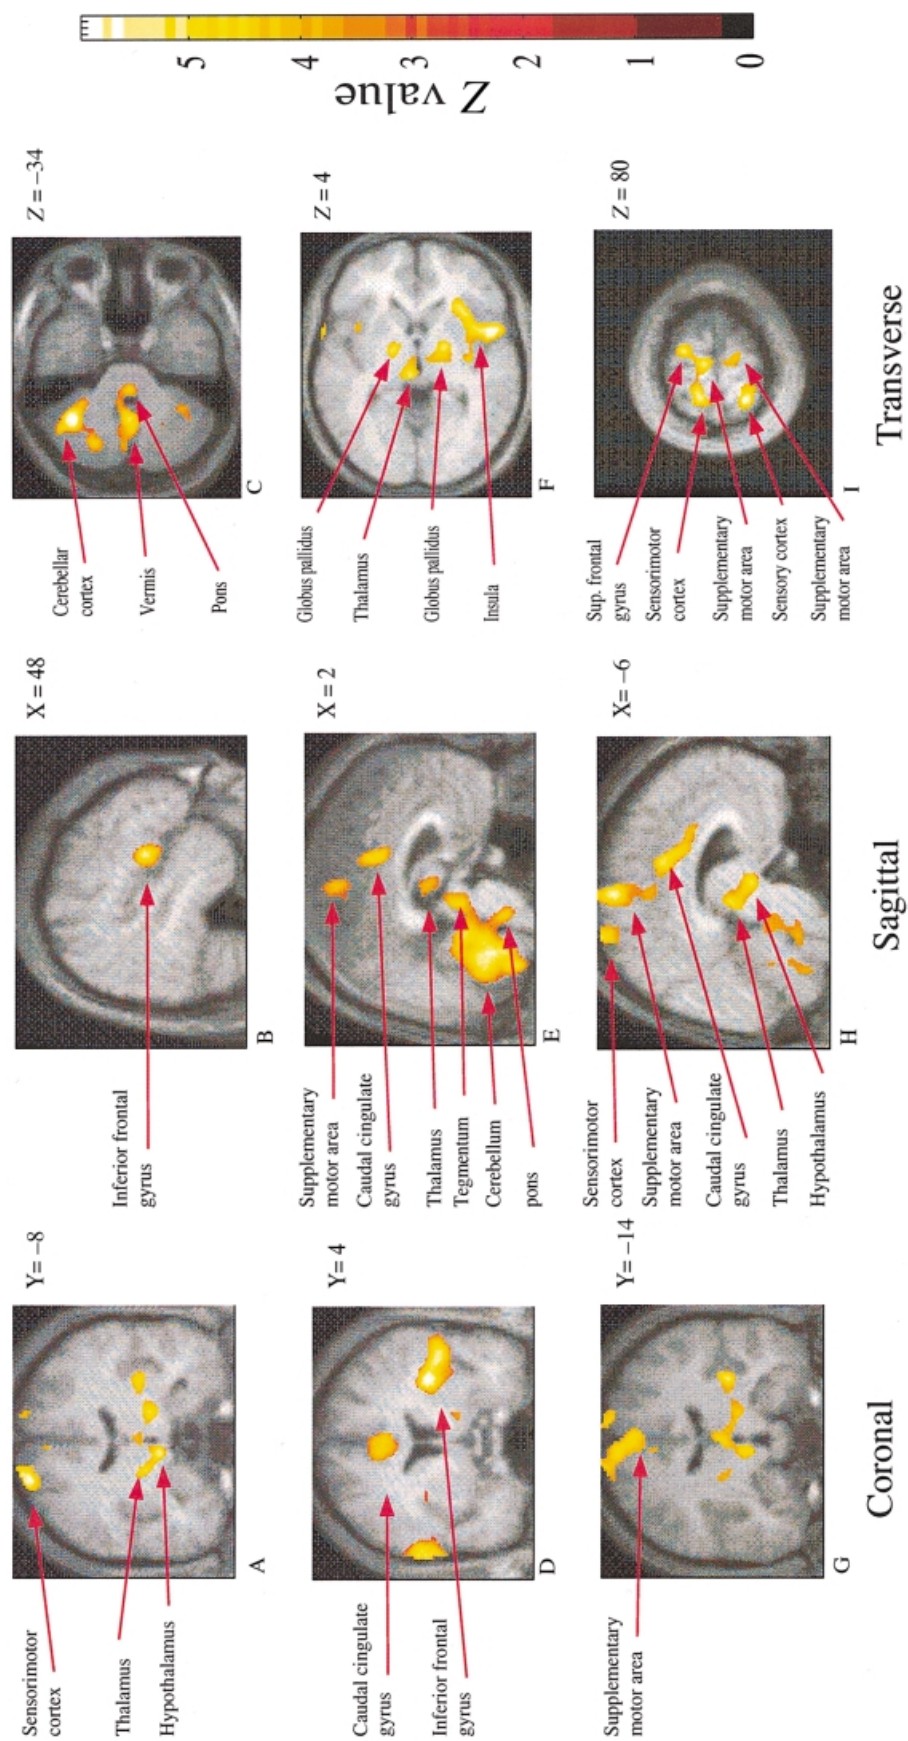 Y= −8
Sensorimotor
cortex
Thalamus
Hypothalamus
A
X = 48
Inferior frontal
gyrus
B
Z = −34
Cerebellar
cortex
Vermis
Pons
C
Y= 4
Caudal cingulate
gyrus
Inferior frontal
gyrus
D
X = 2
Supplementary
motor area
Caudal cingulate
gyrus
Thalamus
Tegmentum
Cerebellum
pons
E
Z = 4
Globus pallidus
Thalamus
Globus pallidus
Insula
F
Y= −14
Supplementary
motor area
G
X= −6
Sensorimotor
cortex
Supplementary
motor area
Caudal cingulate
gyrus
Thalamus
Hypothalamus
H
Z = 80
Sup. frontal
gyrus
Sensorimotor
cortex
Supplementary
motor area
Sensory cortex
Supplementary
motor area
I
Coronal
Sagittal
Transverse
5
4
3
2
1
0
Z value